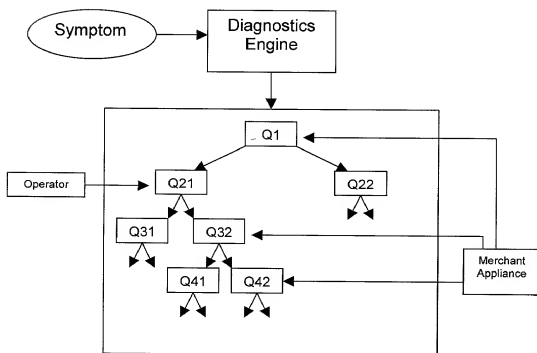 Symptom
Diagnostics
Engine
Q1
Operator
Q21
Q22
Q31
Q32
Merchant
Appliance
Q41
Q42